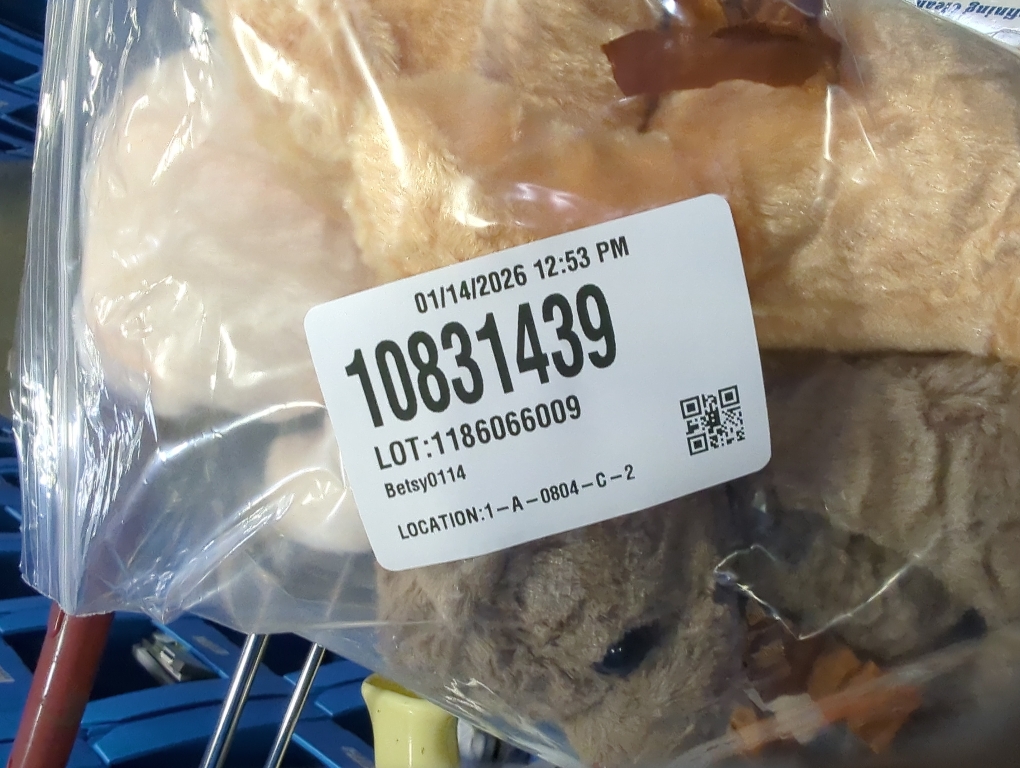 01/14/2026 12:53 PM
10831439
LOT:1186066009
Betsy0114
LOCATION:1-A-0804-C-2